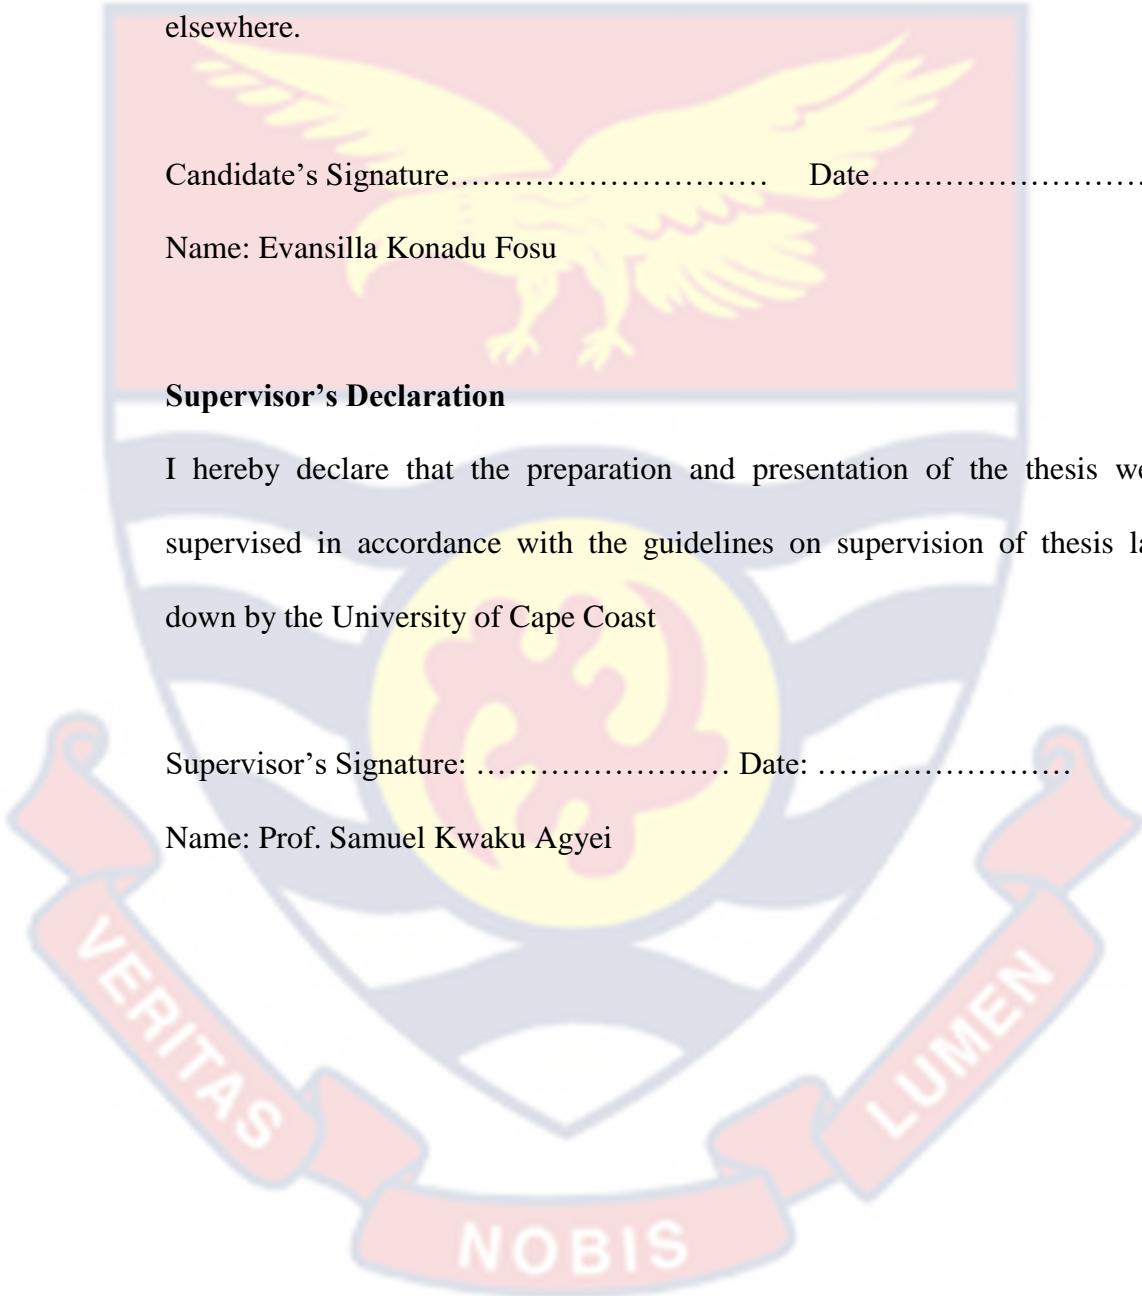 elsewhere.
Candidate’s Signature………………………… Date………………………
Name: Evansilla Konadu Fosu
Supervisor’s Declaration
I hereby declare that the preparation and presentation of the thesis
supervised in accordance with the guidelines on supervision of thesis
down by the University of Cape Coast
Supervisor’s Signature: …………………… Date: ……………………
Name: Prof. Samuel Kwaku Agyei
VERITAS
NOBIS
LUMEN